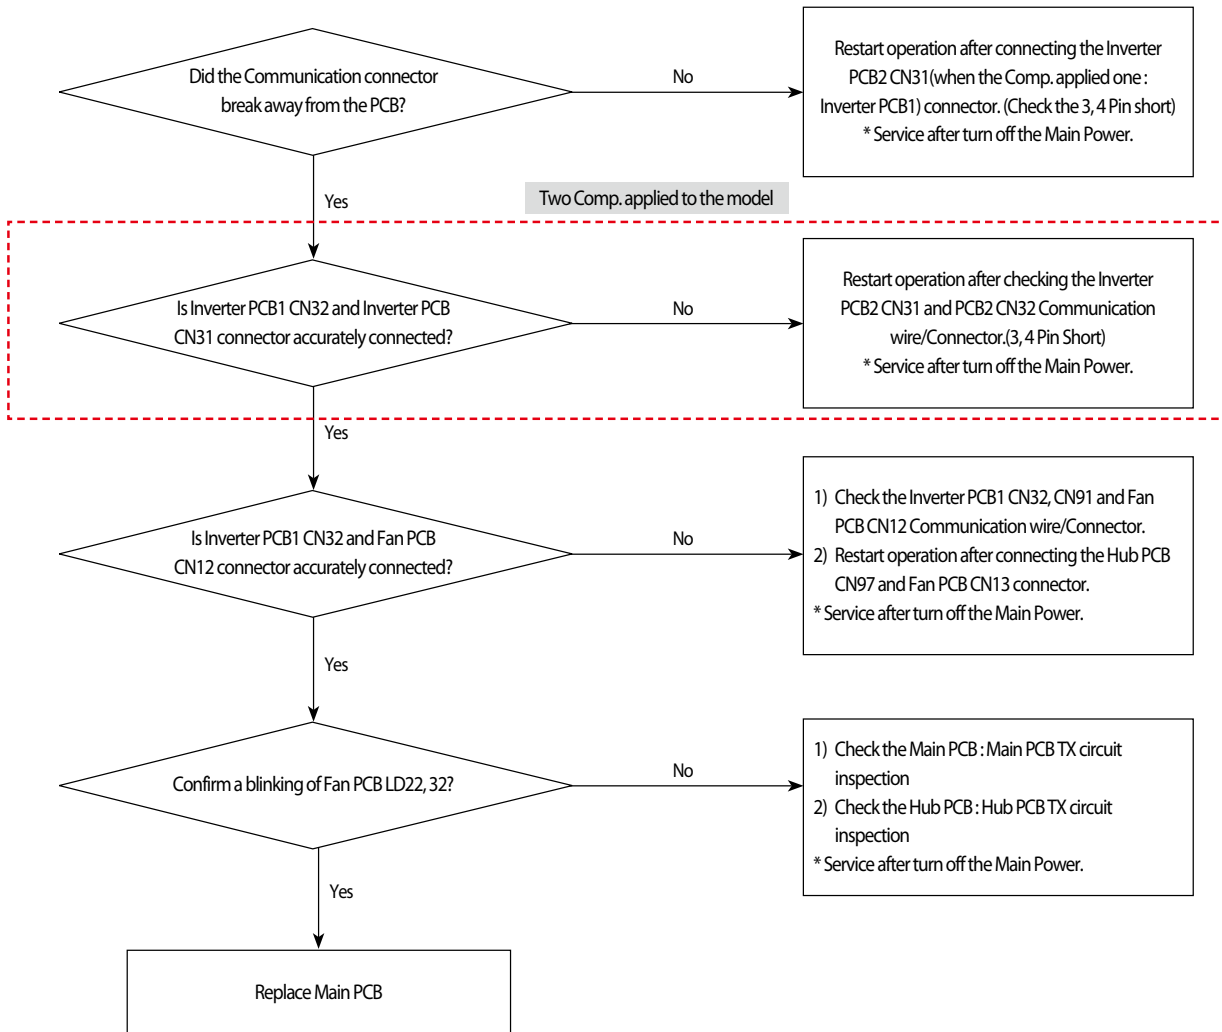 Did the Communication connector
break away from the PCB?
No
Restart operation after connecting the Inverter
PCB2 CN31(when the Comp. applied one :
Inverter PCB1) connector. (Check the 3, 4 Pin short)
* Service after turn off the Main Power.
Yes
Two Comp. applied to the model
Is Inverter PCB1 CN32 and Inverter PCB
CN31 connector accurately connected?
No
Restart operation after checking the Inverter
PCB2 CN31 and PCB2 CN32 Communication
wire/Connector.(3, 4 Pin Short)
* Service after turn off the Main Power.
Yes
Is Inverter PCB1 CN32 and Fan PCB
CN12 connector accurately connected?
No
1) Check the Inverter PCB1 CN32, CN91 and Fan
PCB CN12 Communication wire/Connector.
2) Restart operation after connecting the Hub PCB
CN97 and Fan PCB CN13 connector.
* Service after turn off the Main Power.
Yes
Confirm a blinking of Fan PCB LD22, 32?
No
1) Check the Main PCB : Main PCB TX circuit
inspection
2) Check the Hub PCB : Hub PCB TX circuit
inspection
* Service after turn off the Main Power.
Yes
Replace Main PCB